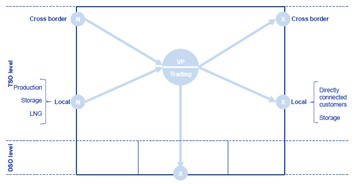 Cross border
N
X
Cross border
VP
Trading
TSO level
Production
Storage
LNG
Local
N
X
Local
Directly
connected
customers
Storage
DSO level
X